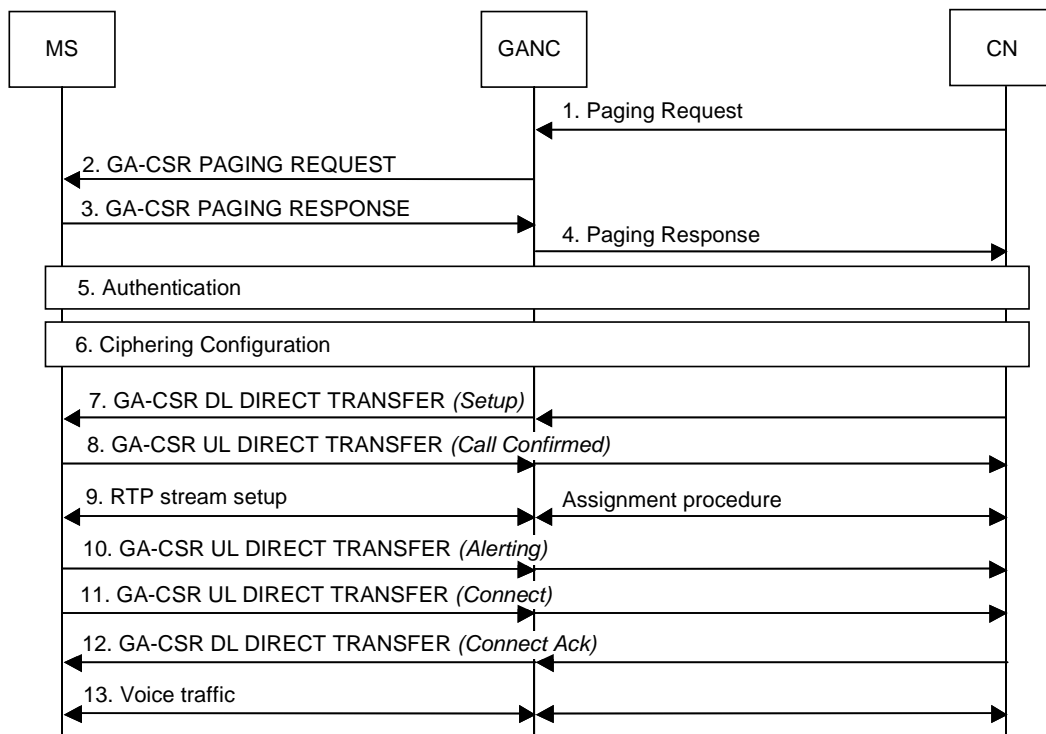 MS
GANC
CN
1. Paging Request
2. GA-CSR PAGING REQUEST
3. GA-CSR PAGING RESPONSE
4. Paging Response
5. Authentication
6. Ciphering Configuration
7. GA-CSR DL DIRECT TRANSFER (Setup)
8. GA-CSR UL DIRECT TRANSFER (Call Confirmed)
9. RTP stream setup
Assignment procedure
10. GA-CSR UL DIRECT TRANSFER (Alerting)
11. GA-CSR UL DIRECT TRANSFER (Connect)
12. GA-CSR DL DIRECT TRANSFER (Connect Ack)
13. Voice traffic